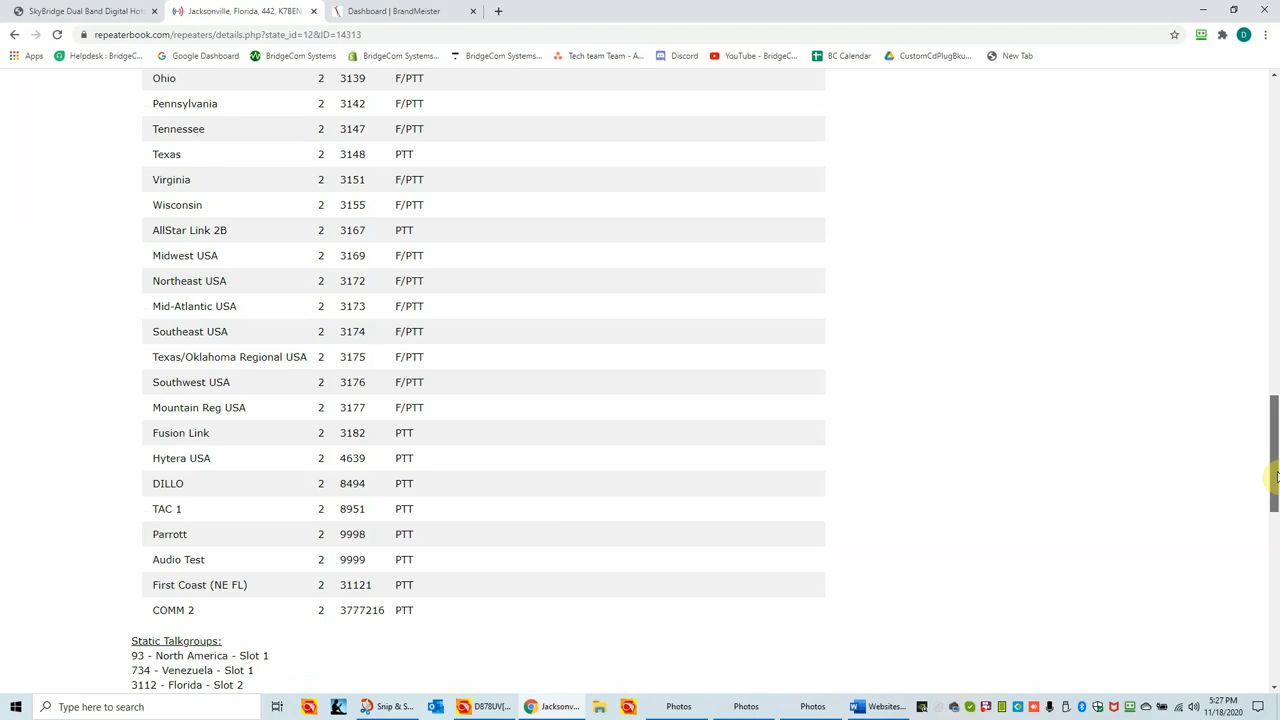 SkyBridge Dual Band Digital Hot
Jacksonville, Florida, 442, K7BEN
Dashboard | BrandMeister
repeaterbook.com/repeaters/details.php?state_id=12&ID=14313
Apps
Helpdesk : BridgeC...
Google Dashboard
BridgeCom Systems
BridgeCom Systems...
BridgeCom Systems...
Tech team Team - A...
Discord
YouTube - BridgeC...
BC Calendar
CustomCdPlugBku...
New Tab
Ohio 2 3139 F/PTT
Pennsylvania 2 3142 F/PTT
Tennessee 2 3147 F/PTT
Texas 2 3148 PTT
Virginia 2 3151 F/PTT
Wisconsin 2 3155 F/PTT
AllStar Link 2B 2 3167 PTT
Midwest USA 2 3169 F/PTT
Northeast USA 2 3172 F/PTT
Mid-Atlantic USA 2 3173 F/PTT
Southeast USA 2 3174 F/PTT
Texas/Oklahoma Regional USA 2 3175 F/PTT
Southwest USA 2 3176 F/PTT
Mountain Reg USA 2 3177 F/PTT
Fusion Link 2 3182 PTT
Hytera USA 2 4639 PTT
DILLO 2 8494 PTT
TAC 1 2 8951 PTT
Parrott 2 9998 PTT
Audio Test 2 9999 PTT
First Coast (NE FL) 2 31121 PTT
COMM 2 2 3777216 PTT
Static Talkgroups:
93 - North America - Slot 1
734 - Venezuela - Slot 1
3112 - Florida - Slot 2
Type here to search
Snip & S...
D878UV[...
Jacksonv...
Photos
Photos
Photos
Websites...
5:27 PM
11/18/2020